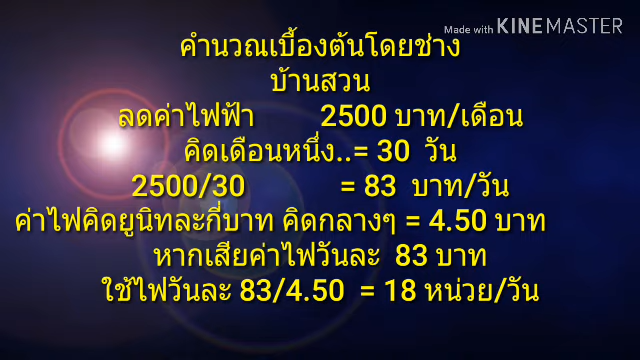 Made with KINEMASTER
คำนวณเบื้องต้นโดยช่าง
บ้านสวน
ลดค่าไฟฟ้า 2500 บาท/เดือน
คิดเดือนหนึ่ง..= 30 วัน
2500/30 = 83 บาท/วัน
ค่าไฟคิดยูนิทละกี่บาท คิดกลางๆ = 4.50 บาท
หากเสียค่าไฟวันละ 83 บาท
ใช้ไฟวันละ 83/4.50 = 18 หน่วย/วัน